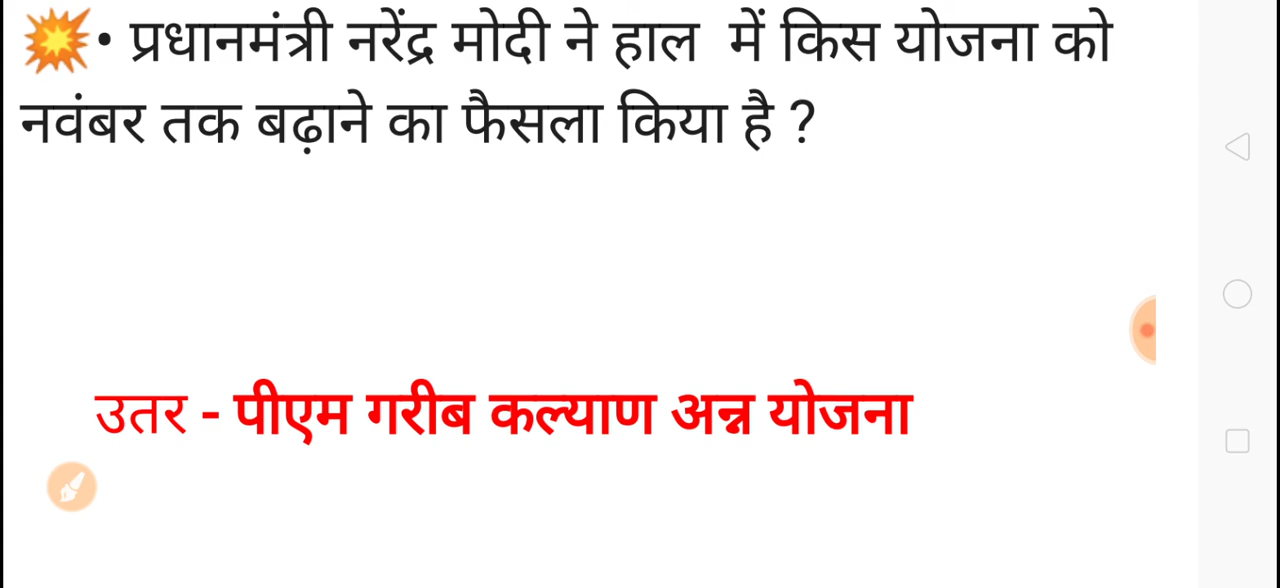 💥• प्रधानमंत्री नरेंद्र मोदी ने हाल में किस योजना को
नवंबर तक बढ़ाने का फैसला किया है ?
उतर - पीएम गरीब कल्याण अन्न योजना